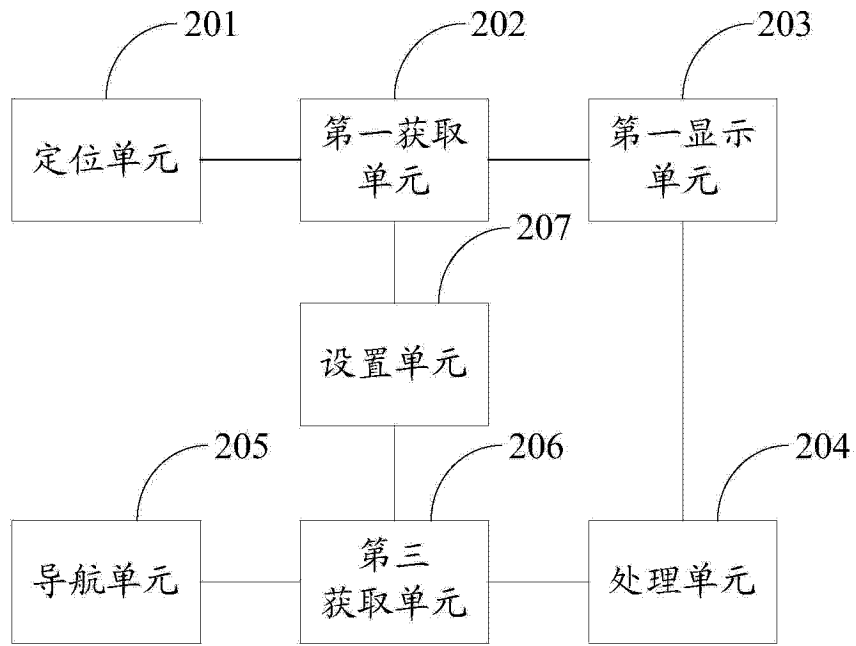 201
202
203
定位单元
第一获取
单元
第一显示
单元
207
设置单元
205
206
204
导航单元
第三
获取单元
处理单元